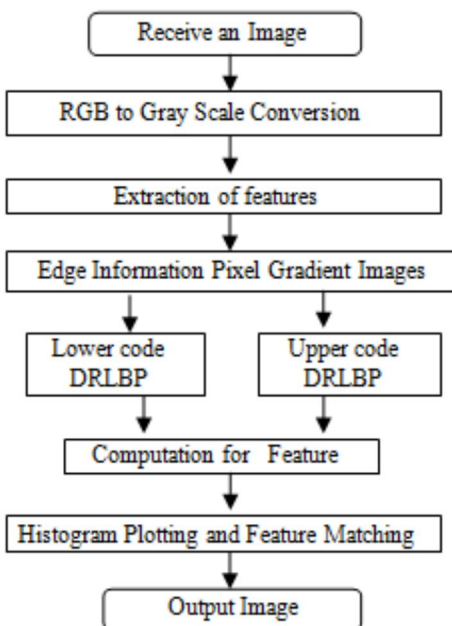 Receive an Image
RGB to Gray Scale Conversion
Extraction of features
Edge Information Pixel Gradient Images
Lower code
DRLBP
Upper code
DRLBP
Computation for Feature
Histogram Plotting and Feature Matching
Output Image